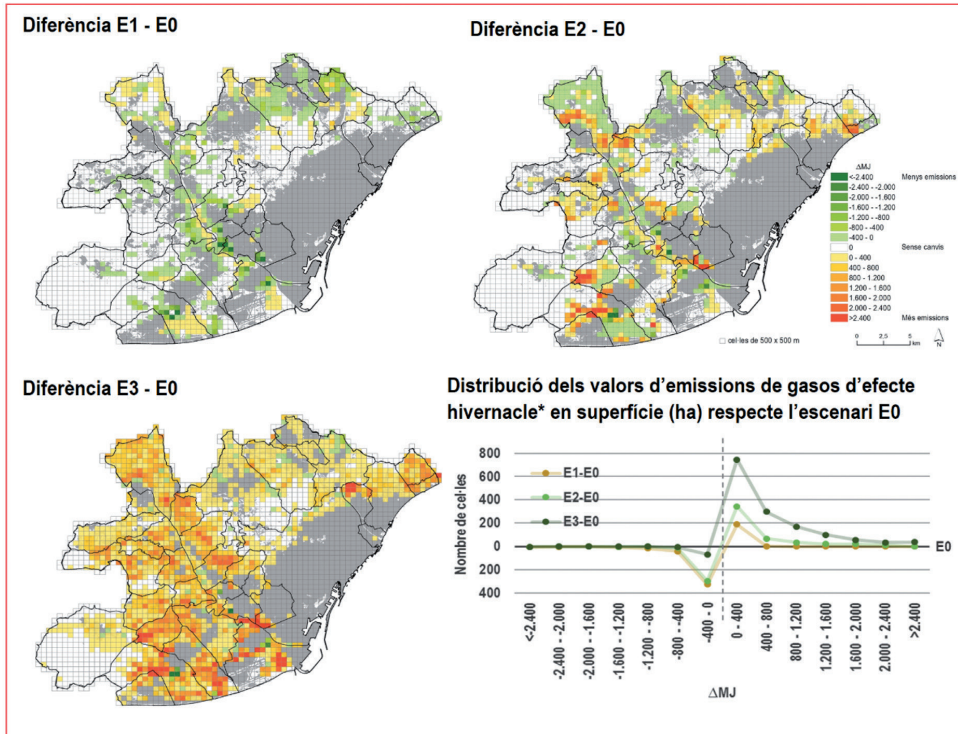 Diferència E1 - E0
Diferència E2 - E0
ΔMJ
<-2.400
-2.400 - -2.000
-2.000 - -1.600
-1.600 - -1.200
-1.200 - -800
-800 - -400
-400 - 0
0
0 - 400
400 - 800
800 - 1.200
1.200 - 1.600
1.600 - 2.000
2.000 - 2.400
>2.400
Menys emissions
Sense canvis
Més emissions
cel·les de 500 x 500 m
0 2,5 5
km
N
Diferència E3 - E0
Distribució dels valors d’emissions de gasos d’efecte
hivernacle* en superfície (ha) respecte l’escenari E0
Nombre de cel·les
800
600
400
200
0
200
400
E1-E0
E2-E0
E3-E0
E0
<-2.400
-2.400 - -2.000
-2.000 - -1.600
-1.600 - -1.200
-1.200 - -800
-800 - -400
-400 - 0
0 - 400
400 - 800
800 - 1.200
1.200 - 1.600
1.600 - 2.000
2.000 - 2.400
>2.400
ΔMJ